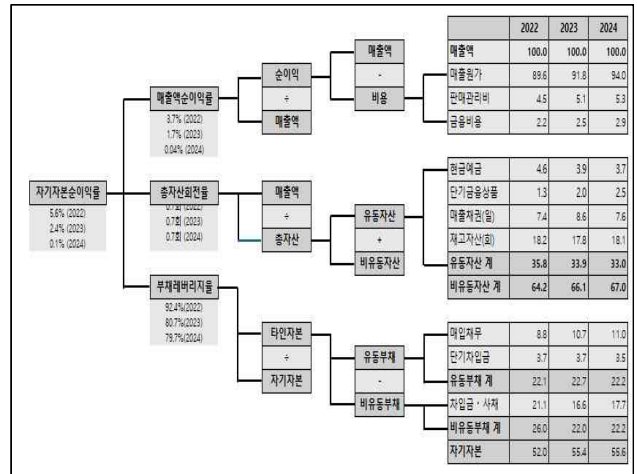 2022 2023 2024
매출액 100.0 100.0 100.0
매출원가 89.6 91.8 94.0
판매관리비 4.5 5.1 5.3
금융비용 2.2 2.5 2.9
매출액
-
비용
순이익
÷
매출액
매출액순이익률
3.7% (2022)
1.7% (2023)
0.04% (2024)
자기자본순이익률
5.6% (2022)
2.4% (2023)
0.1% (2024)
총자산회전율
0.7회 (2022)
0.7회 (2023)
0.7회 (2024)
매출액
÷
총자산
유동자산
+
비유동자산
현금예금 4.6 3.9 3.7
단기금융상품 1.3 2.0 2.5
매출채권(일) 7.4 8.6 7.6
재고자산(회) 18.2 17.8 18.1
유동자산 계 35.8 33.9 33.0
비유동자산 계 64.2 66.1 67.0
부채레버리지율
92.4%(2022)
80.7%(2023)
79.7%(2024)
타인자본
÷
자기자본
유동부채
-
비유동부채
매입채무 8.8 10.7 11.0
단기차입금 3.7 3.7 3.5
유동부채 계 22.1 22.7 22.2
차입금·사채 21.1 16.6 17.7
비유동부채 계 26.0 22.0 22.2
자기자본 52.0 55.4 55.6